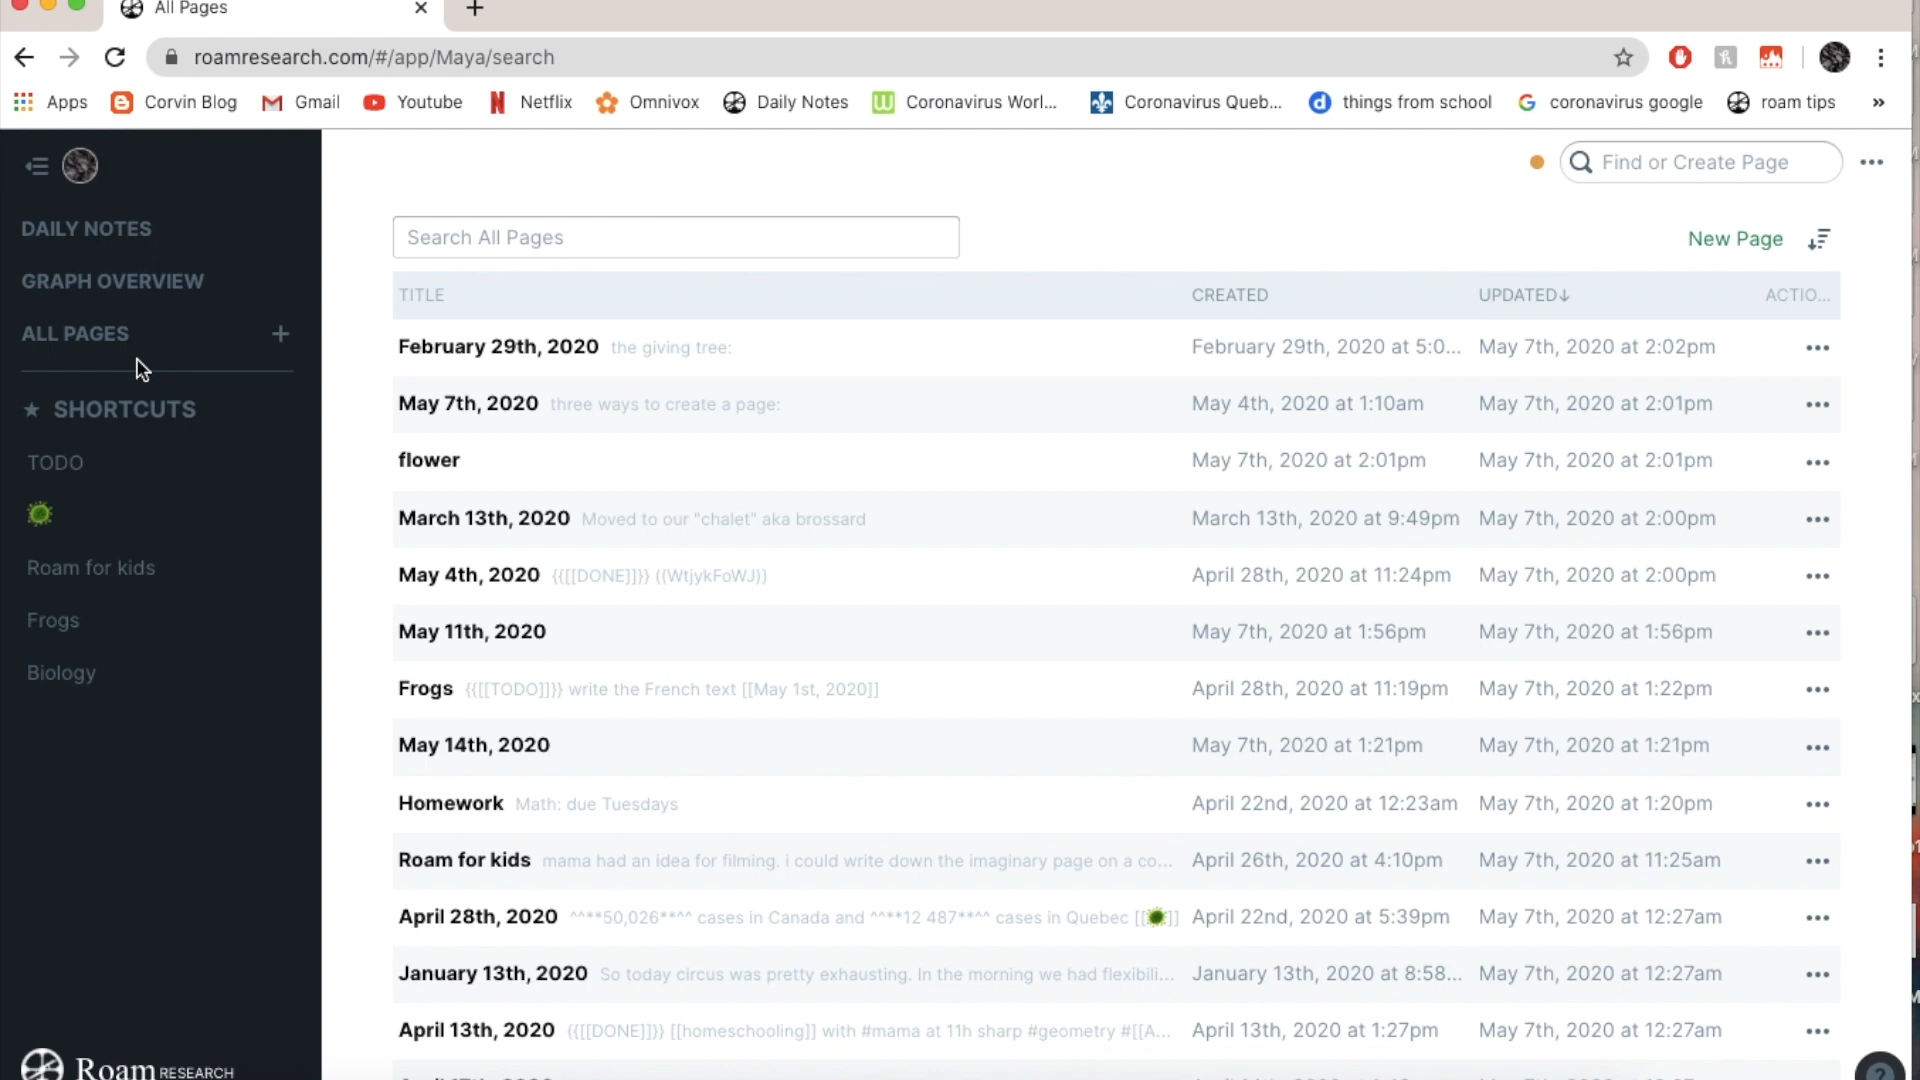 All Pages
roamresearch.com/#/app/Maya/search
Apps Corvin Blog Gmail Youtube Netflix Omnivox Daily Notes Coronavirus Worl... Coronavirus Queb... things from school coronavirus google roam tips »
Find or Create Page
DAILY NOTES
GRAPH OVERVIEW
ALL PAGES +
★ SHORTCUTS
TODO
Roam for kids
Frogs
Biology
Roam RESEARCH
Search All Pages
New Page
TITLE CREATED UPDATED↓ ACTIO...
February 29th, 2020 the giving tree: February 29th, 2020 at 5:0... May 7th, 2020 at 2:02pm
May 7th, 2020 three ways to create a page: May 4th, 2020 at 1:10am May 7th, 2020 at 2:01pm
flower May 7th, 2020 at 2:01pm May 7th, 2020 at 2:01pm
March 13th, 2020 Moved to our "chalet" aka brossard March 13th, 2020 at 9:49pm May 7th, 2020 at 2:00pm
May 4th, 2020 {{[[DONE]]}} ((WtjykFoWJ)) April 28th, 2020 at 11:24pm May 7th, 2020 at 2:00pm
May 11th, 2020 May 7th, 2020 at 1:56pm May 7th, 2020 at 1:56pm
Frogs {{[[TODO]]}} write the French text [[May 1st, 2020]] April 28th, 2020 at 11:19pm May 7th, 2020 at 1:22pm
May 14th, 2020 May 7th, 2020 at 1:21pm May 7th, 2020 at 1:21pm
Homework Math: due Tuesdays April 22nd, 2020 at 12:23am May 7th, 2020 at 1:20pm
Roam for kids mama had an idea for filming. i could write down the imaginary page on a co... April 26th, 2020 at 4:10pm May 7th, 2020 at 11:25am
April 28th, 2020 ^^**50,026**^^ cases in Canada and ^^**12 487**^^ cases in Quebec [[]] April 22nd, 2020 at 5:39pm May 7th, 2020 at 12:27am
January 13th, 2020 So today circus was pretty exhausting. In the morning we had flexibili... January 13th, 2020 at 8:58... May 7th, 2020 at 12:27am
April 13th, 2020 {{[[DONE]]}} [[homeschooling]] with #mama at 11h sharp #geometry #[[A... April 13th, 2020 at 1:27pm May 7th, 2020 at 12:27am